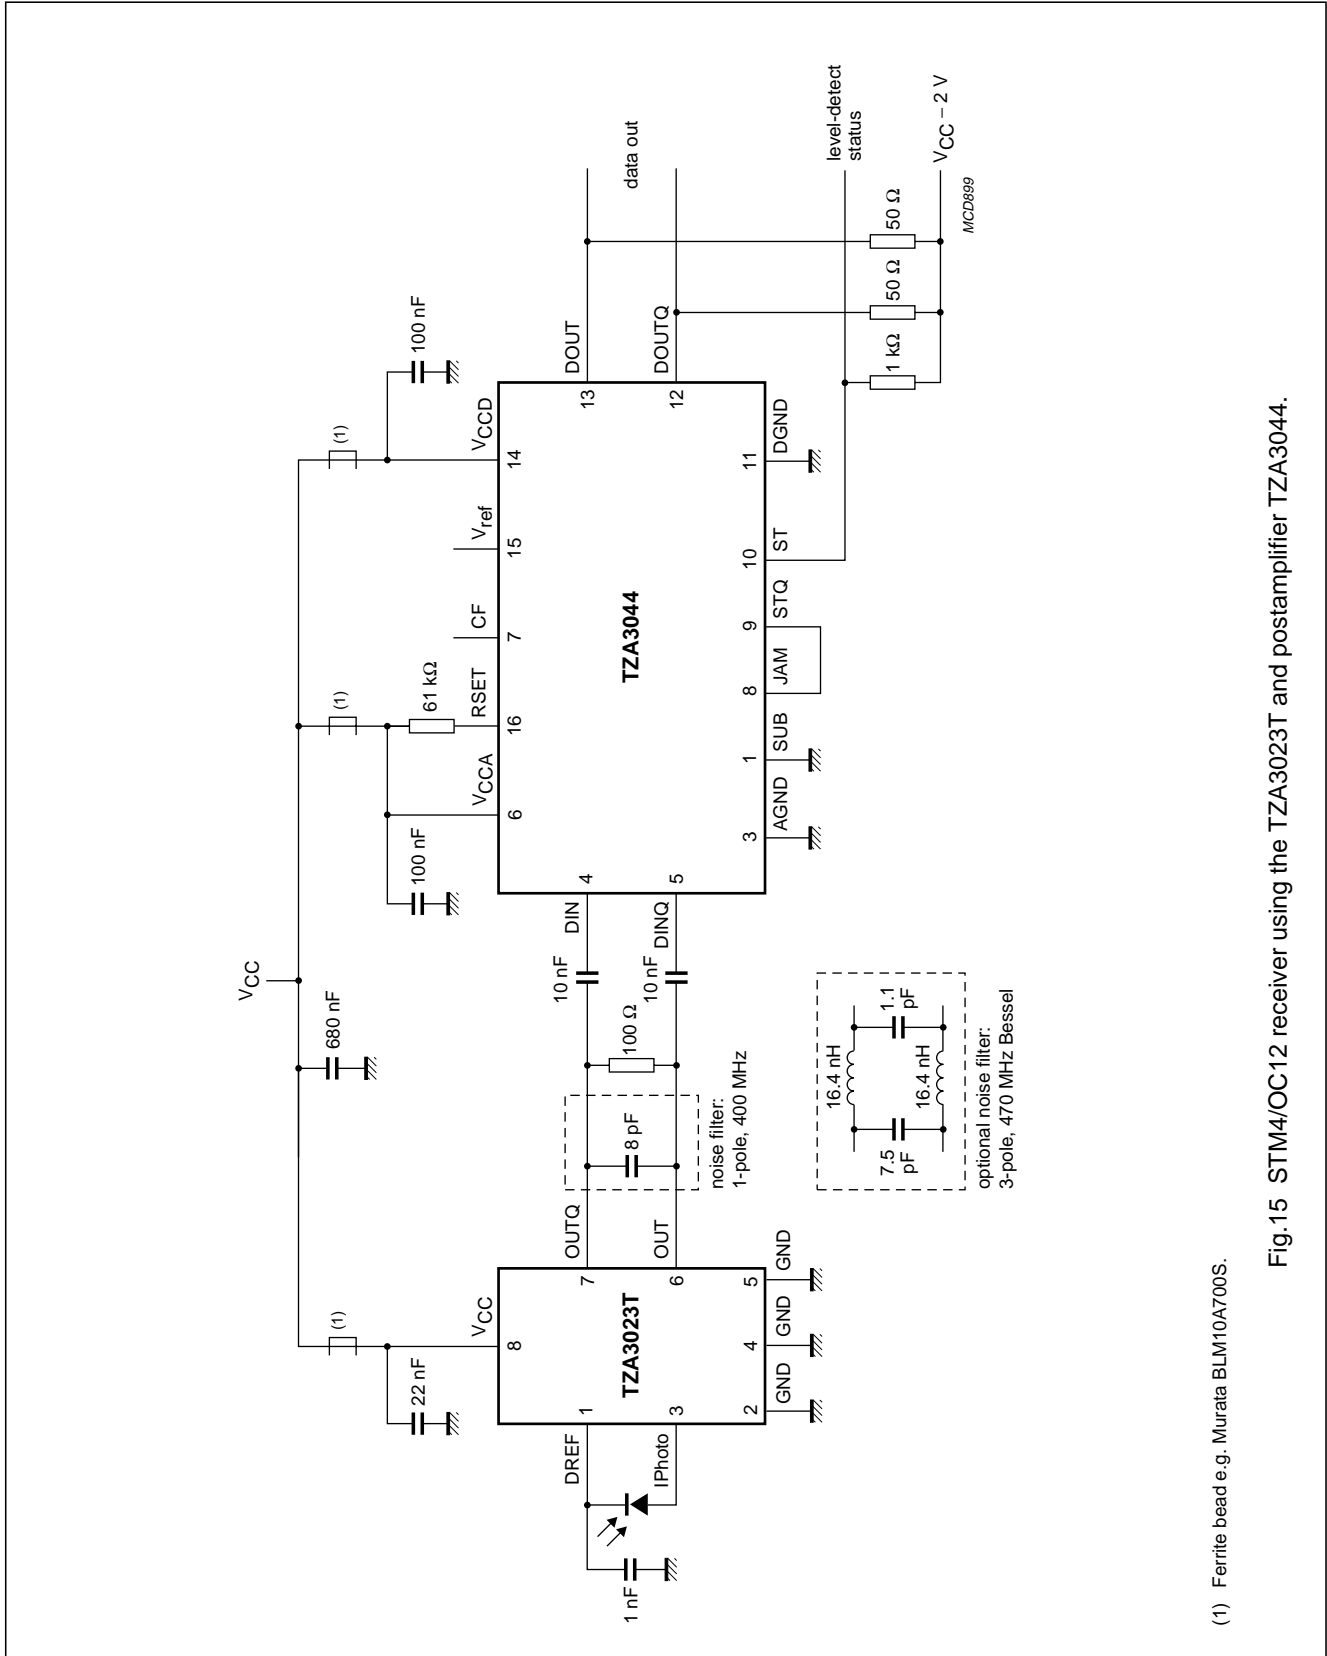 VCC
680 nF
(1)
22 nF
VCC
8
TZA3023T
DREF
1
IPhoto
3
1 nF
2
GND
4
GND
5
GND
7
OUTQ
6
OUT
8 pF
noise filter:
1-pole, 400 MHz
100 Ω
10 nF
10 nF
DIN
4
DINQ
5
16.4 nH
7.5
pF
1.1
pF
16.4 nH
optional noise filter:
3-pole, 470 MHz Bessel
100 nF
(1)
61 kΩ
VCCA
6
RSET
16
CF
7
Vref
15
VCCD
14
(1)
100 nF
TZA3044
3
AGND
1
SUB
8
JAM
9
STQ
10
ST
11
DGND
13
DOUT
12
DOUTQ
data out
level-detect
status
1 kΩ
50 Ω
50 Ω
VCC − 2 V
MCD899
(1) Ferrite bead e.g. Murata BLM10A700S.
Fig.15 STM4/OC12 receiver using the TZA3023T and postamplifier TZA3044.